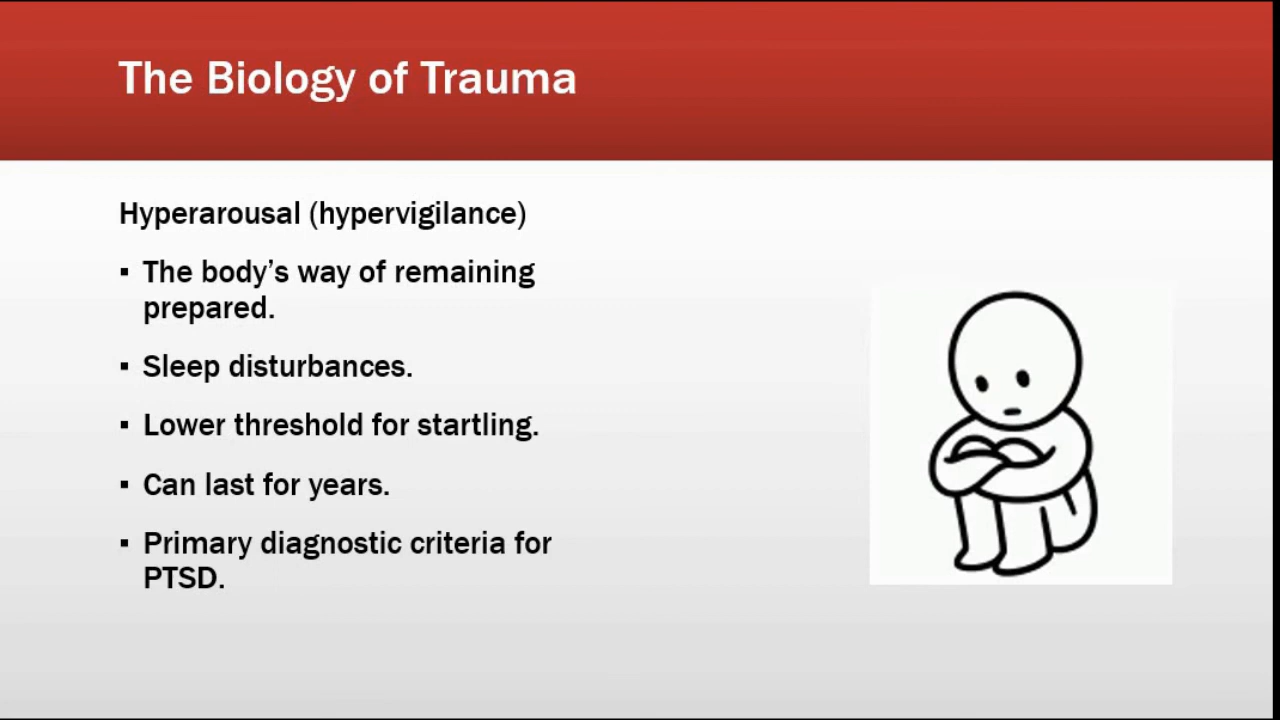 The Biology of Trauma
Hyperarousal (hypervigilance)
▪ The body’s way of remaining
prepared.
▪ Sleep disturbances.
▪ Lower threshold for startling.
▪ Can last for years.
▪ Primary diagnostic criteria for
PTSD.